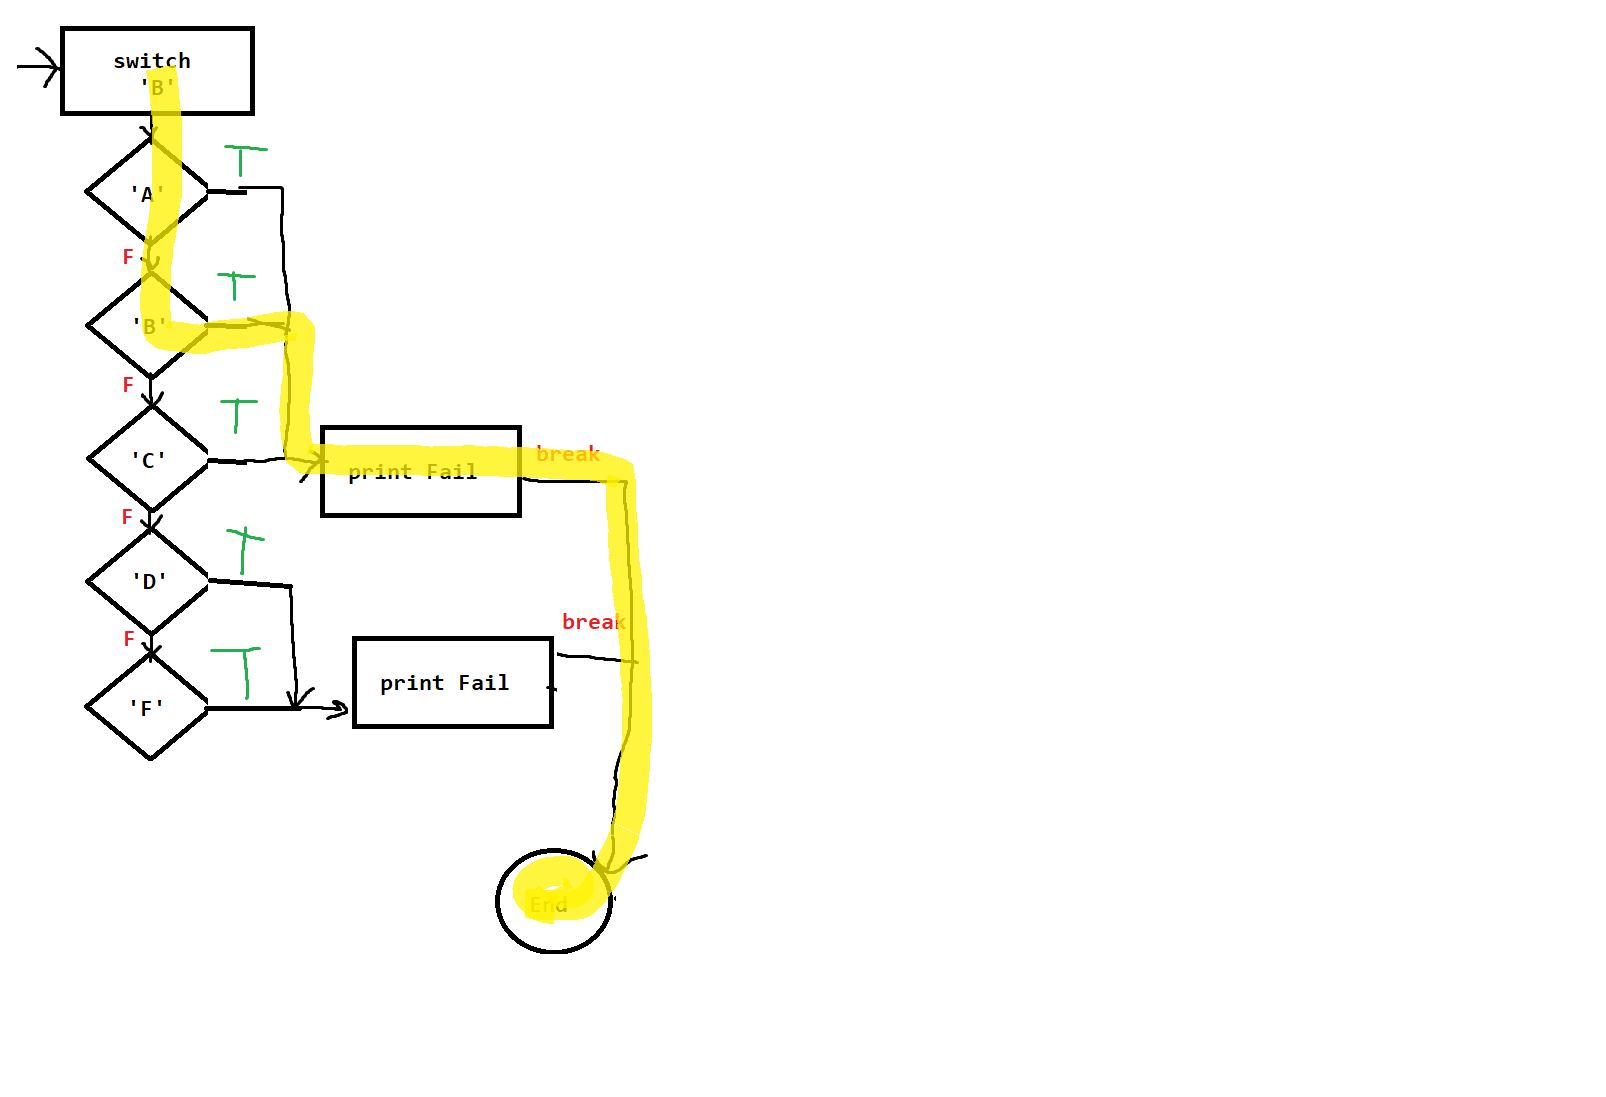 switch
'B'
'A'
T
F
'B'
T
F
'C'
T
print Fail
break
F
'D'
T
F
'F'
T
print Fail
break
End